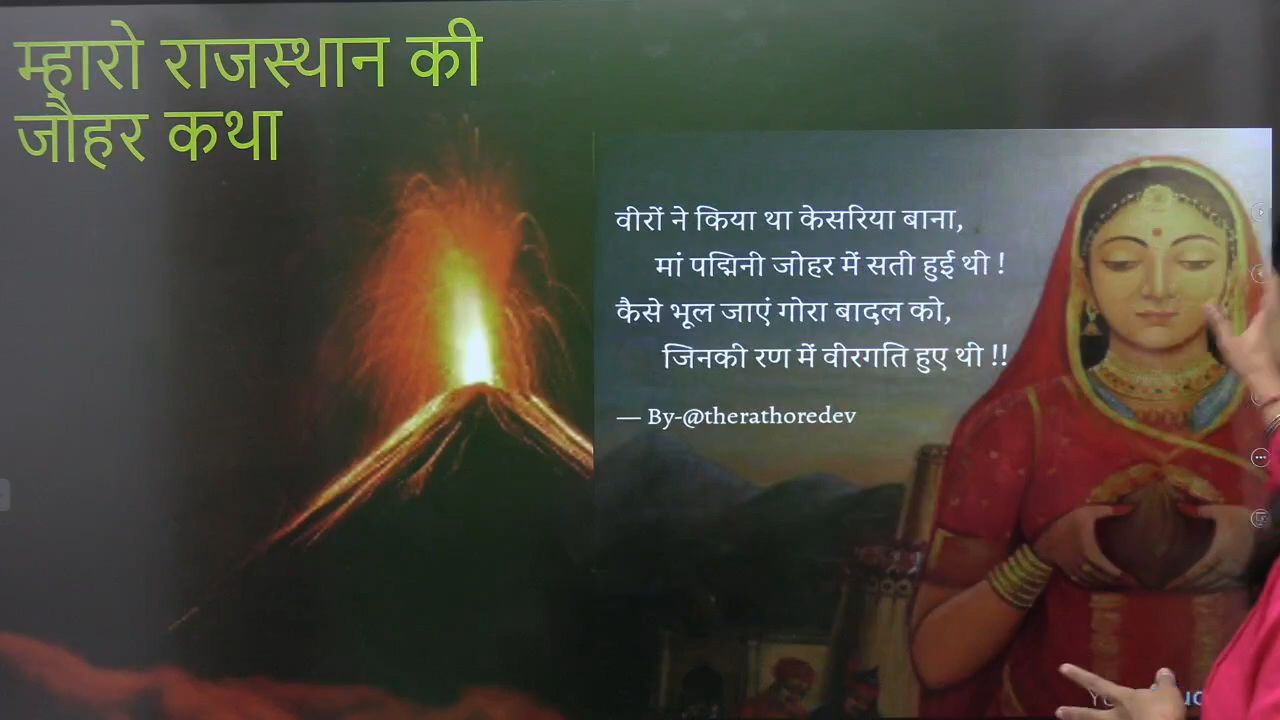 म्हारो राजस्थान की
जौहर कथा
वीरों ने किया था केसरिया बाना,
मां पद्मिनी जोहर में सती हुई थी !
कैसे भूल जाएं गोरा बादल को,
जिनकी रण में वीरगति हुए थी !!
— By-@therathoredev